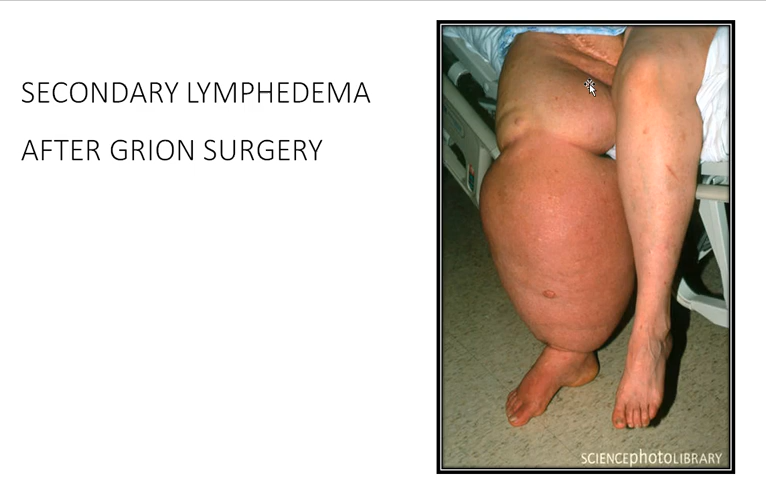 SECONDARY LYMPHEDEMA
AFTER GRION SURGERY
SCIENCEphotoLIBRARY